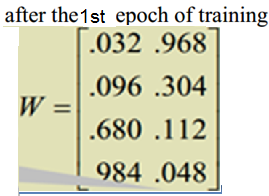 after the 1st epoch of training
.032 .968
.096 .304
W =
.680 .112
984 .048